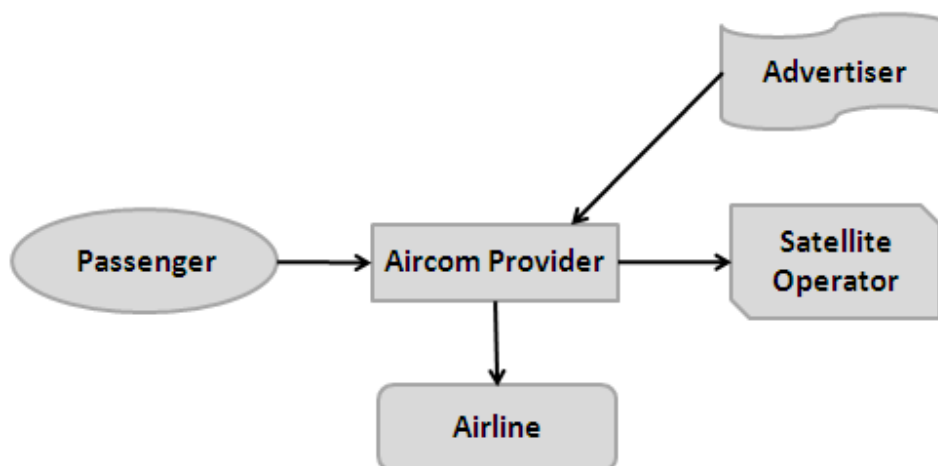 Advertiser
Passenger
Aircom Provider
Satellite
Operator
Airline